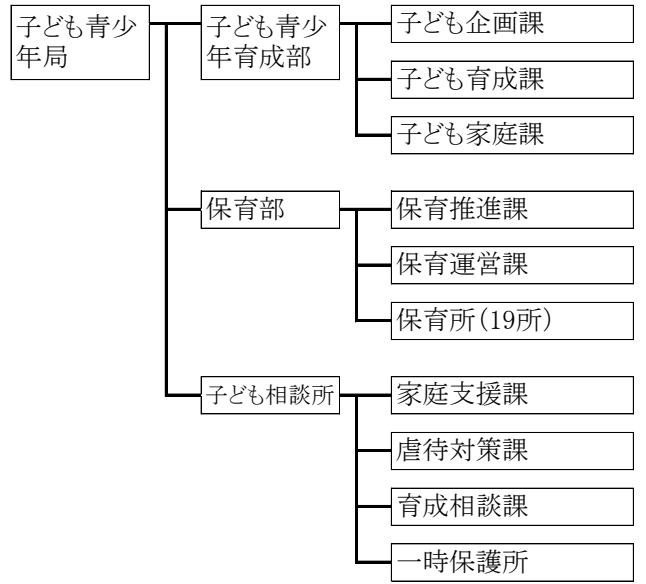 子ども青少
年局
子ども青少
年育成部
子ども企画課
子ども育成課
子ども家庭課
保育部
保育推進課
保育運営課
保育所(19所)
子ども相談所
家庭支援課
虐待対策課
育成相談課
一時保護所